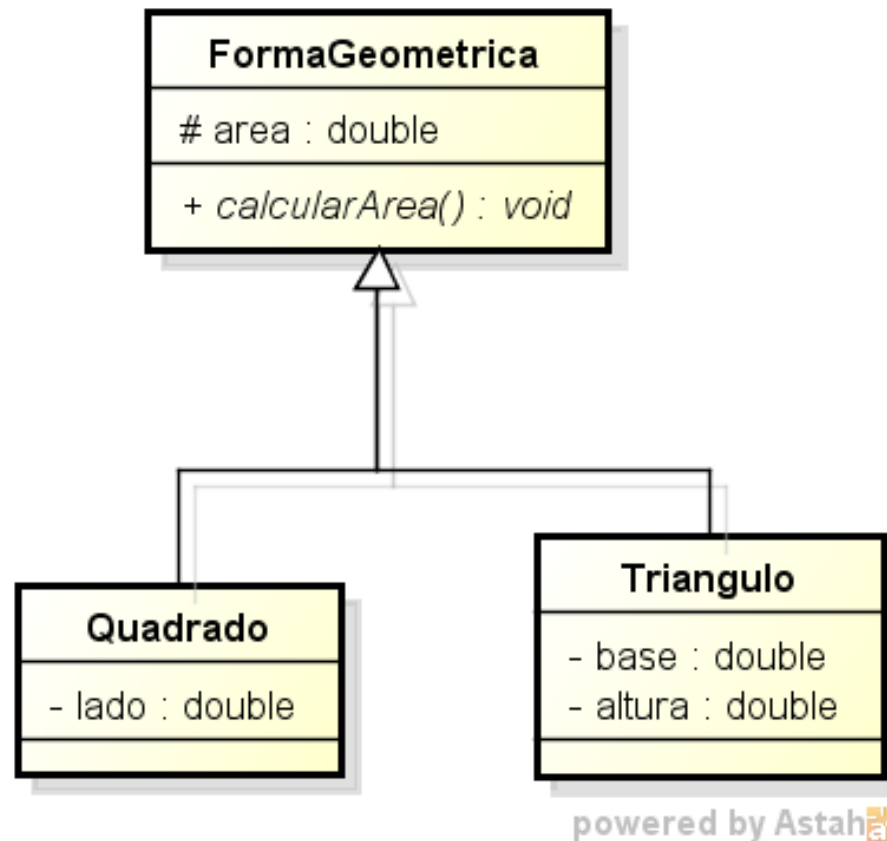 FormaGeometrica
# area : double
+ calcularArea() : void
Quadrado
- lado : double
Triangulo
- base : double
- altura : double
powered by Astah